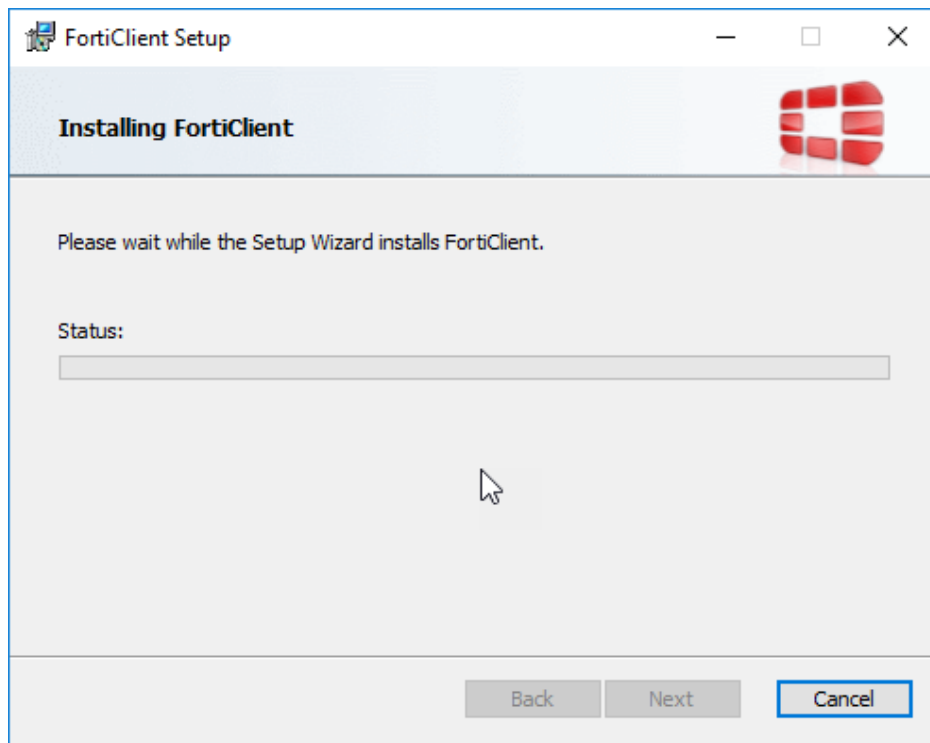 FortiClient Setup
Installing FortiClient
Please wait while the Setup Wizard installs FortiClient.
Status:
Back Next Cancel